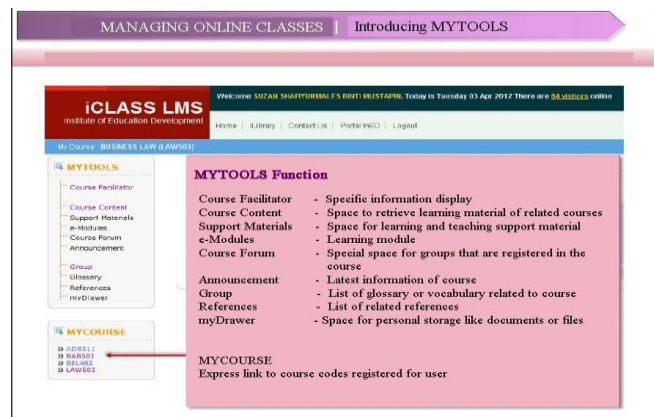 MANAGING ONLINE CLASSES | Introducing MYTOOLS
iCLASS LMS
Institute of Education Development
Welcome SUZAN SHAFIYURMALES BINTI MUSTAPIN. Today is Tuesday 03 Apr 2012 There are 54 visitors online
Home | iLibrary | Contact Us | Portal InED | Logout
My Course : BUSINESS LAW (LAW503)
MYTOOLS
Course Facilitator
Course Content
Support Materials
e-Modules
Course Forum
Announcement
Group
Glossary
References
myDrawer
MYCOURSE
» ADS511
» BAB501
» BEL462
» LAW503
MYTOOLS Function
Course Facilitator - Specific information display
Course Content - Space to retrieve learning material of related courses
Support Materials - Space for learning and teaching support material
e-Modules - Learning module
Course Forum - Special space for groups that are registered in the
course
Announcement - Latest information of course
Group - List of glossary or vocabulary related to course
References - List of related references
myDrawer - Space for personal storage like documents or files
MYCOURSE
Express link to course codes registered for user